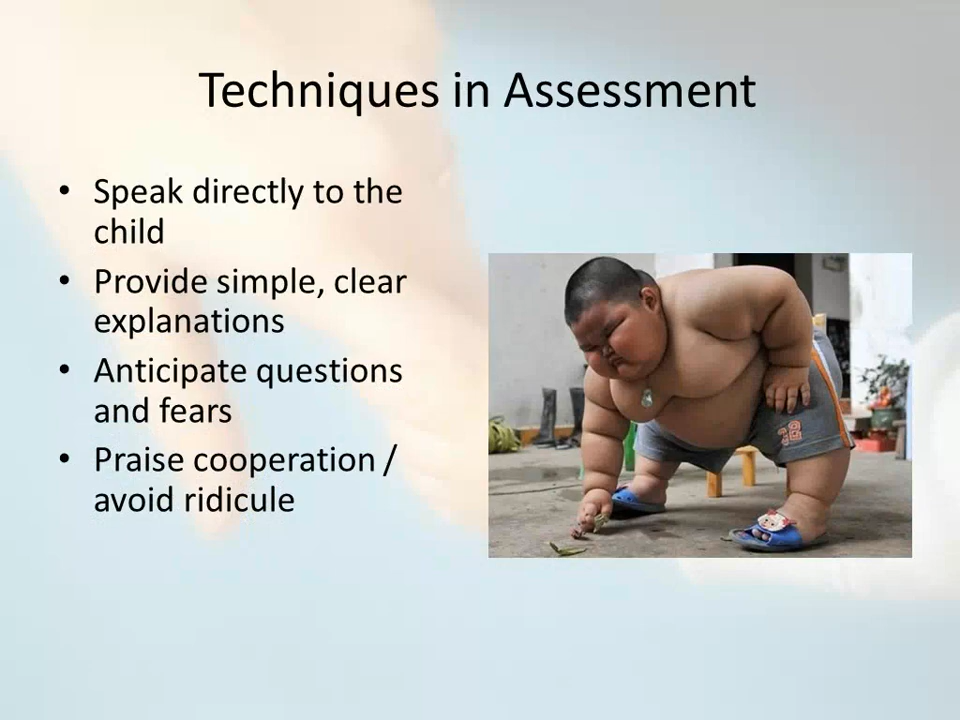 Techniques in Assessment
• Speak directly to the
child
• Provide simple, clear
explanations
• Anticipate questions
and fears
• Praise cooperation /
avoid ridicule